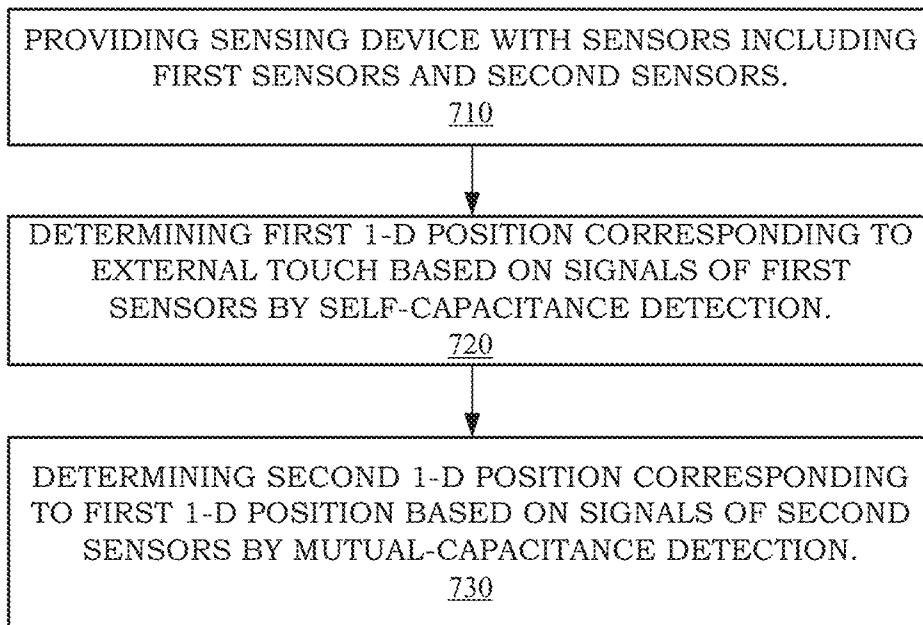 PROVIDING SENSING DEVICE WITH SENSORS INCLUDING
FIRST SENSORS AND SECOND SENSORS.
710
DETERMINING FIRST 1-D POSITION CORRESPONDING TO
EXTERNAL TOUCH BASED ON SIGNALS OF FIRST
SENSORS BY SELF-CAPACITANCE DETECTION.
720
DETERMINING SECOND 1-D POSITION CORRESPONDING
TO FIRST 1-D POSITION BASED ON SIGNALS OF SECOND
SENSORS BY MUTUAL-CAPACITANCE DETECTION.
730